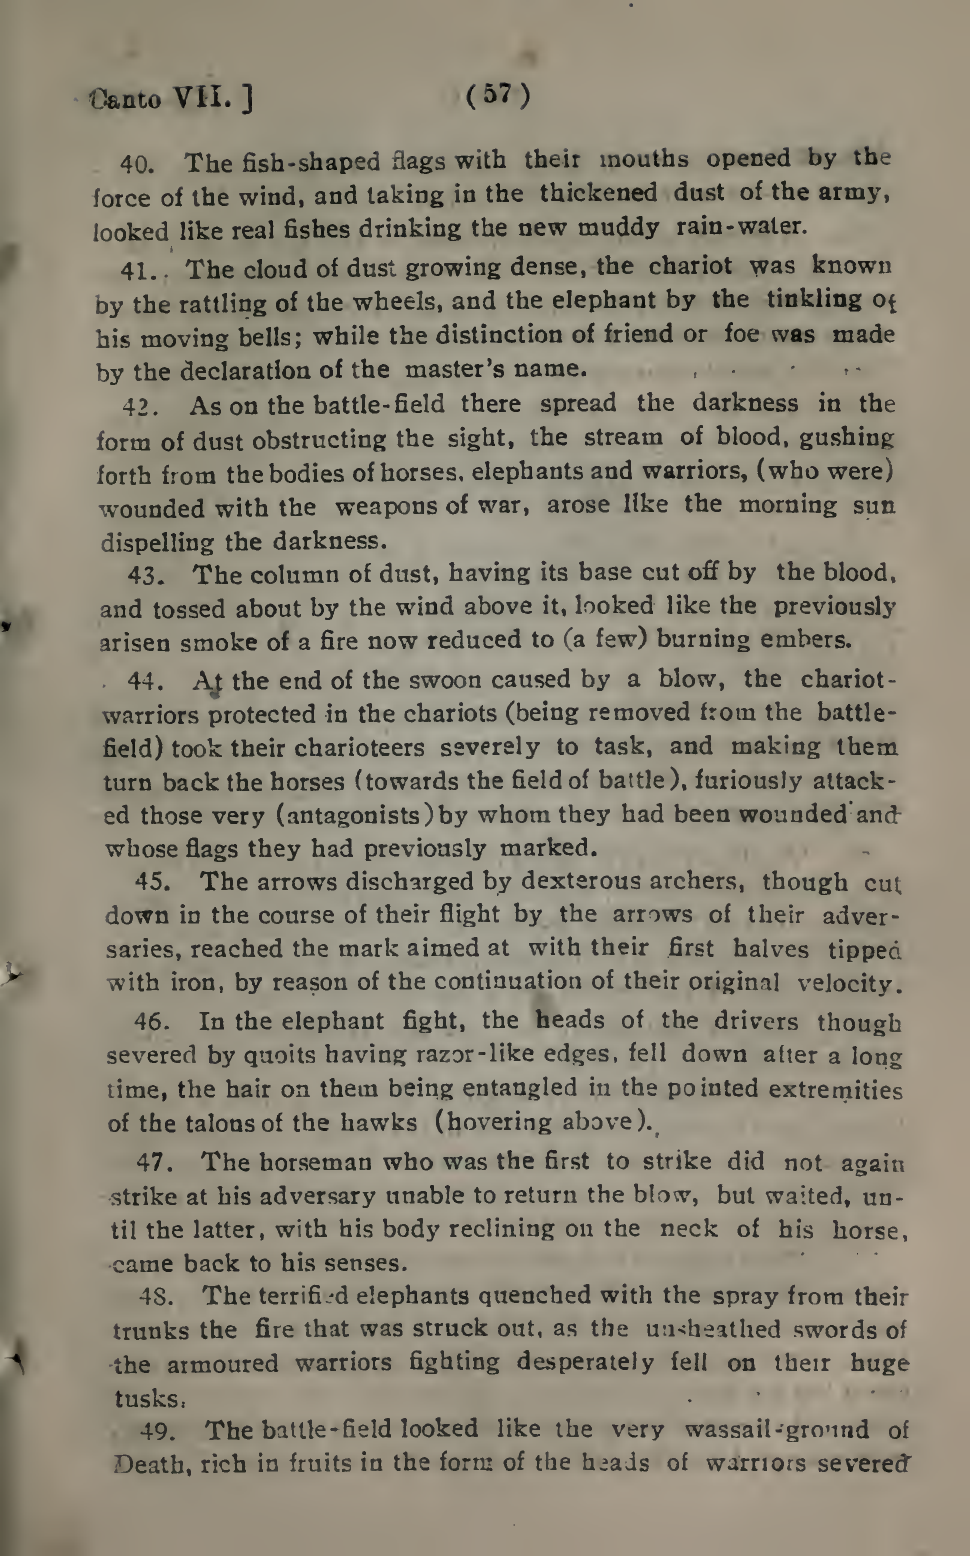 Canto VII. ] (57)
40. The fish-shaped flags with their mouths opened by the
force of the wind, and taking in the thickened dust of the army,
looked like real fishes drinking the new muddy rain-water.
41. The cloud of dust growing dense, the chariot was known
by the rattling of the wheels, and the elephant by the tinkling of
his moving bells; while the distinction of friend or foe was made
by the declaration of the master's name.
42. As on the battle-field there spread the darkness in the
form of dust obstructing the sight, the stream of blood, gushing
forth from the bodies of horses, elephants and warriors, (who were)
wounded with the weapons of war, arose like the morning sun
dispelling the darkness.
43. The column of dust, having its base cut off by the blood,
and tossed about by the wind above it, looked like the previously
arisen smoke of a fire now reduced to (a few) burning embers.
44. At the end of the swoon caused by a blow, the chariot-
warriors protected in the chariots (being removed from the battle-
field) took their charioteers severely to task, and making them
turn back the horses (towards the field of battle), furiously attack-
ed those very (antagonists) by whom they had been wounded and
whose flags they had previously marked.
45. The arrows discharged by dexterous archers, though cut
down in the course of their flight by the arrows of their adver-
saries, reached the mark aimed at with their first halves tipped
with iron, by reason of the continuation of their original velocity.
46. In the elephant fight, the heads of the drivers though
severed by quoits having razor-like edges, fell down after a long
time, the hair on them being entangled in the pointed extremities
of the talons of the hawks (hovering above).
47. The horseman who was the first to strike did not again
strike at his adversary unable to return the blow, but waited, un-
til the latter, with his body reclining on the neck of his horse,
came back to his senses.
48. The terrified elephants quenched with the spray from their
trunks the fire that was struck out, as the unsheathed swords of
the armoured warriors fighting desperately fell on their huge
tusks.
49. The battle-field looked like the very wassail-ground of
Death, rich in fruits in the form of the heads of warriors severed